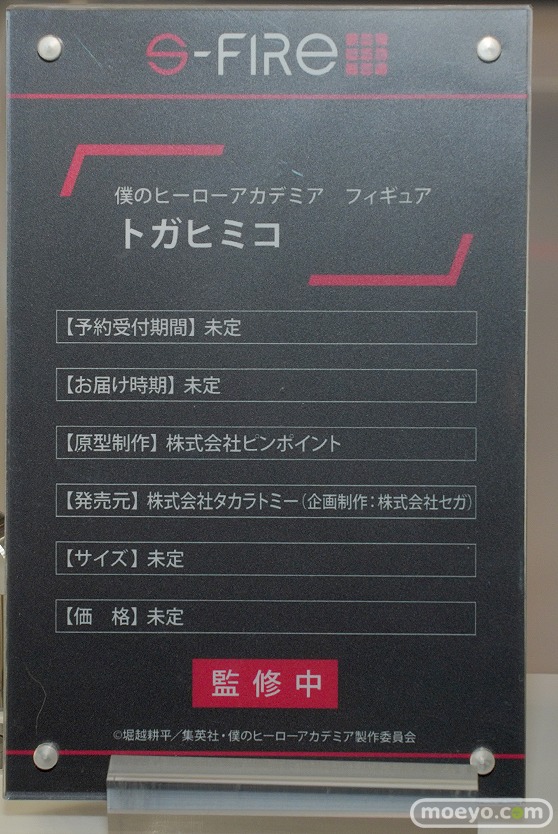 S-FIRE
僕のヒーローアカデミア　フィギュア
トガヒミコ
【予約受付期間】未定
【お届け時期】未定
【原型制作】株式会社ピンポイント
【発売元】株式会社タカラトミー（企画制作：株式会社セガ）
【サイズ】未定
【価　格】未定
監修中
©堀越耕平／集英社・僕のヒーローアカデミア製作委員会
moeyo.com